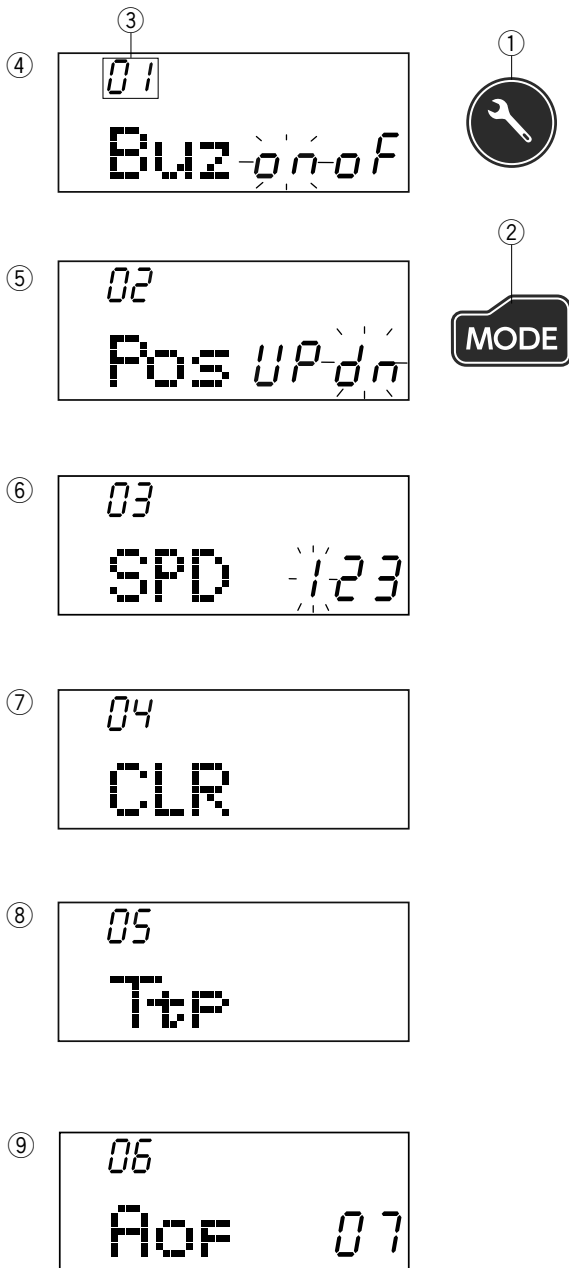 ③
④
01
Buz on oF
①
②
MODE
⑤
02
Pos UP dn
⑥
03
SPD 123
⑦
04
CLR
⑧
05
Ttp
⑨
06
Aof 07